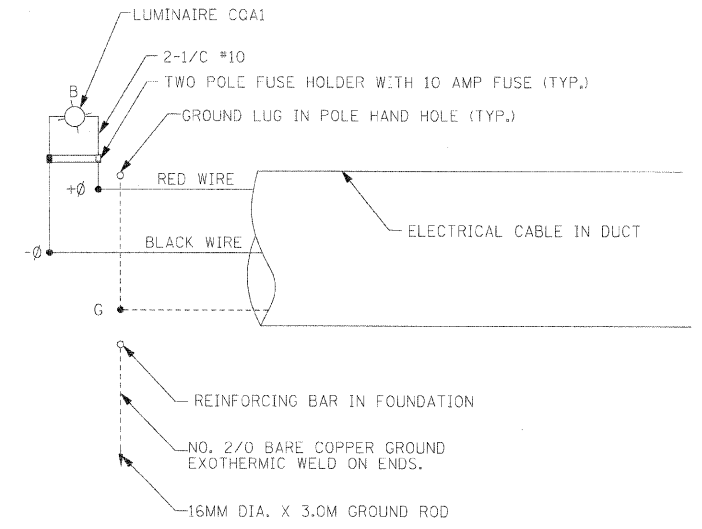 LUMINAIRE CQA1
2-1/C #10
B
TWO POLE FUSE HOLDER WITH 10 AMP FUSE (TYP.)
GROUND LUG IN POLE HAND HOLE (TYP.)
RED WIRE
+Ø
ELECTRICAL CABLE IN DUCT
BLACK WIRE
-Ø
G
REINFORCING BAR IN FOUNDATION
NO. 2/0 BARE COPPER GROUND
EXOTHERMIC WELD ON ENDS.
16MM DIA. X 3.0M GROUND ROD